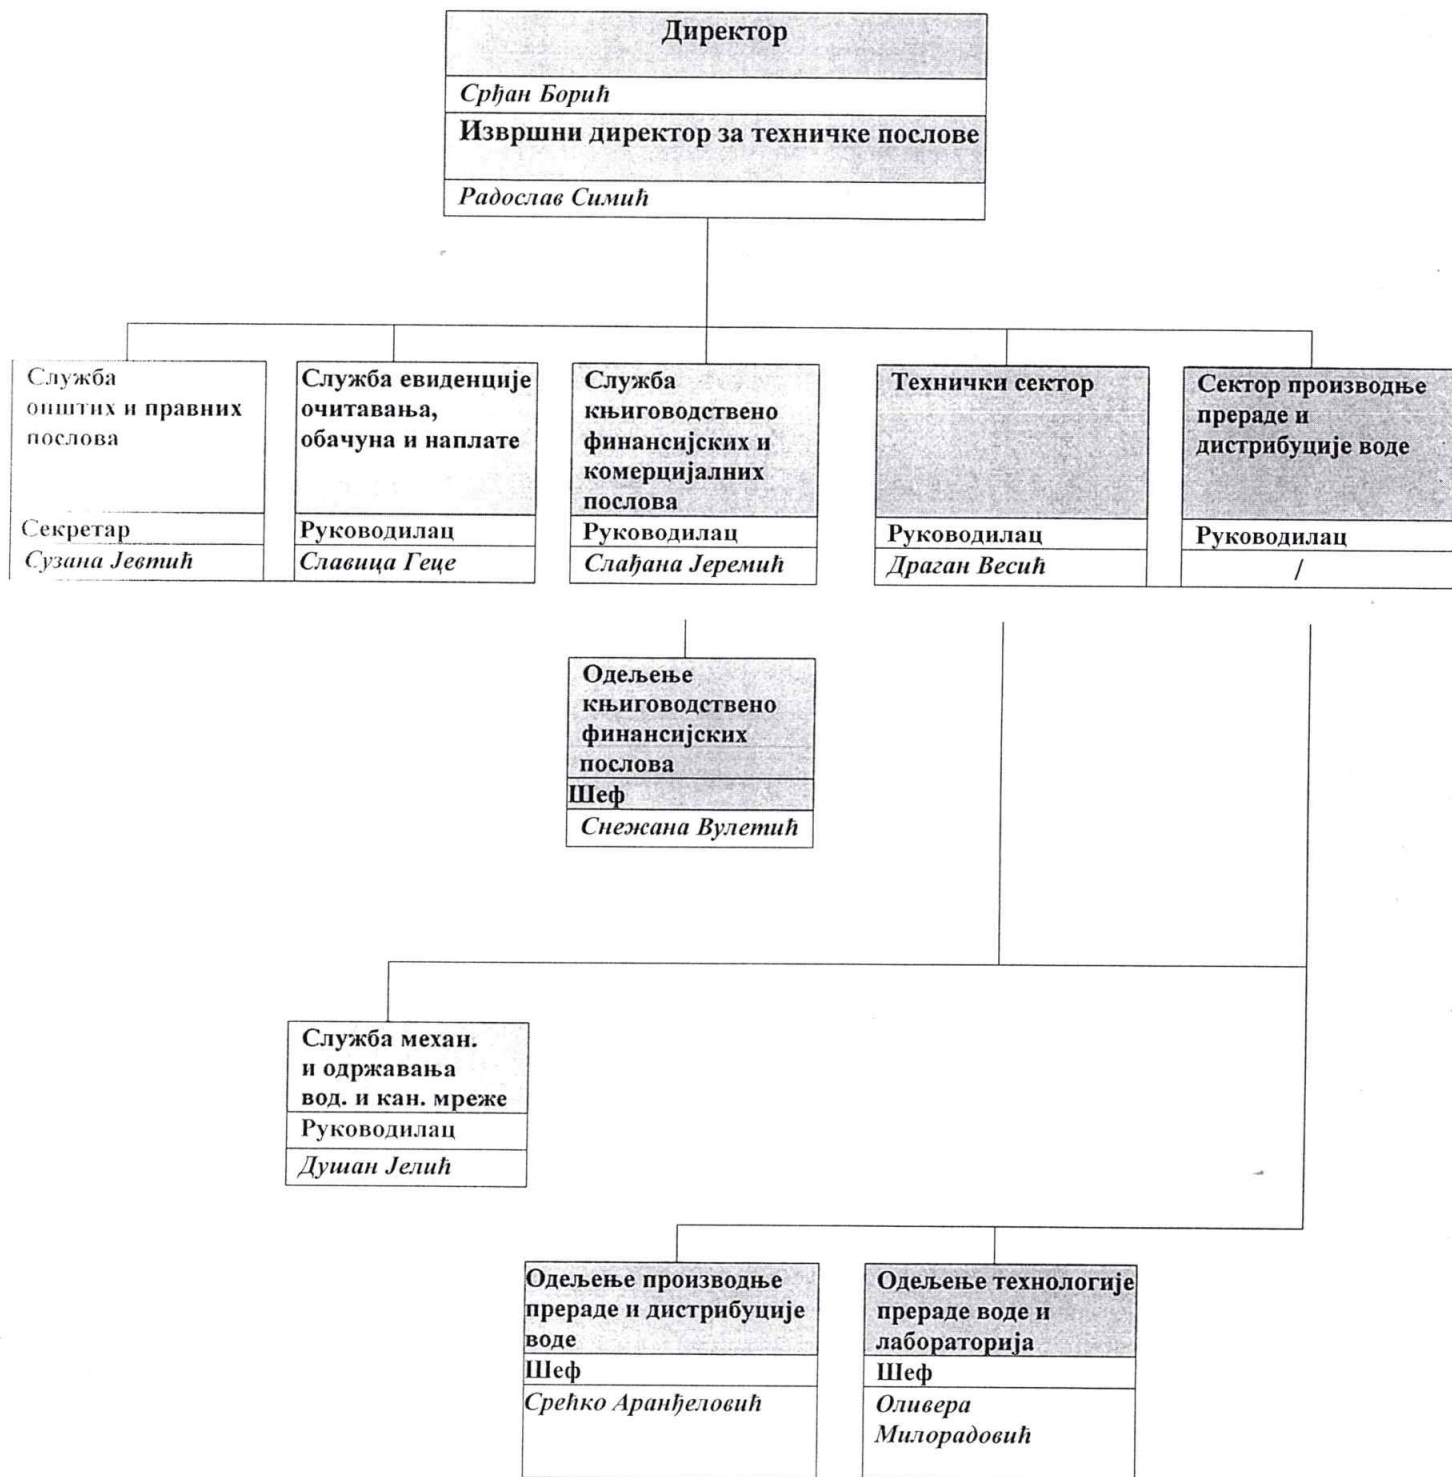 Директор
Срђан Борић
Извршни директор за техничке послове
Радослав Симић
Служба
општих и правних
послова
Секретар
Сузана Јевтић
Служба евиденције
очитавања,
обачуна и наплате
Руководилац
Славица Геце
Служба
књиговодствено
финансијских и
комерцијалних
послова
Руководилац
Слађана Јеремић
Технички сектор
Руководилац
Драган Весић
Сектор производње
прераде и
дистрибуције воде
Руководилац
/
Одељење
књиговодствено
финансијских
послова
Шеф
Снежана Вулетић
Служба механ.
и одржавања
вод. и кан. мреже
Руководилац
Душан Јелић
Одељење производње
прераде и дистрибуције
воде
Шеф
Срећко Аранђеловић
Одељење технологије
прераде воде и
лабораторија
Шеф
Оливера
Милорадовић